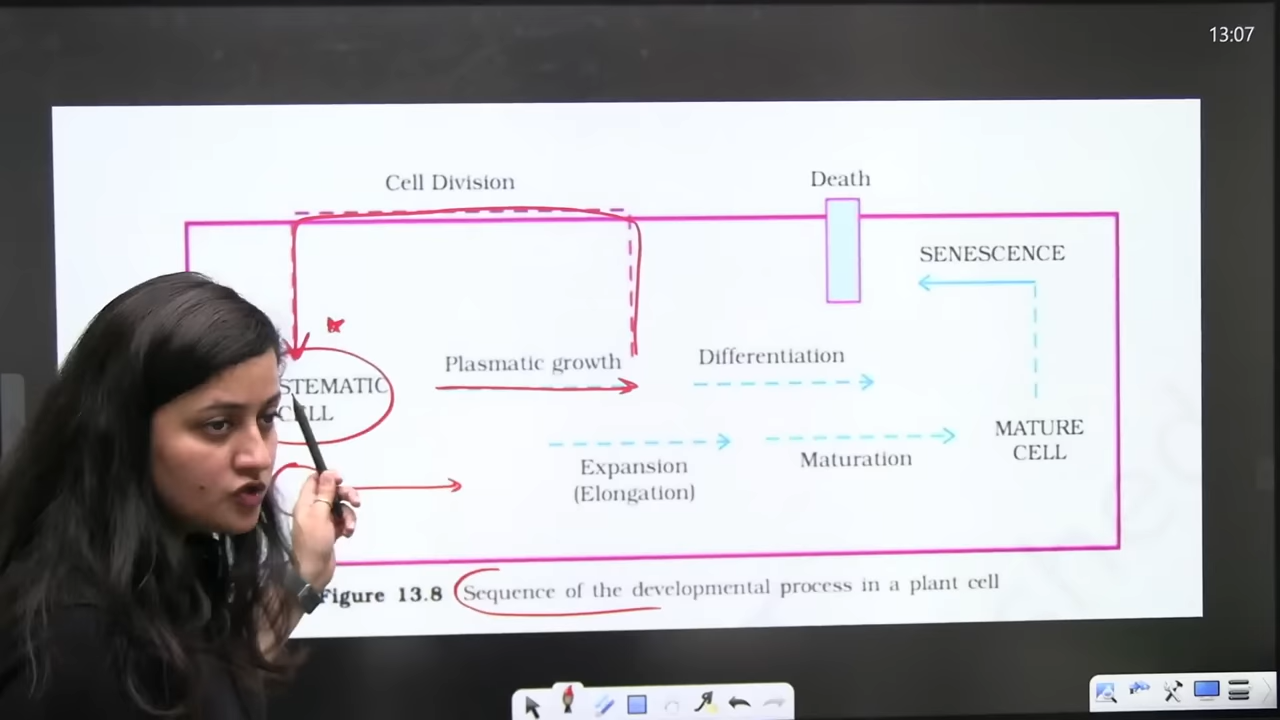 13:07
Cell Division
Death
SENESCENCE
Plasmatic growth
Differentiation
STEMATIC
CELL
MATURE
CELL
Expansion
(Elongation)
Maturation
Figure 13.8 Sequence of the developmental process in a plant cell